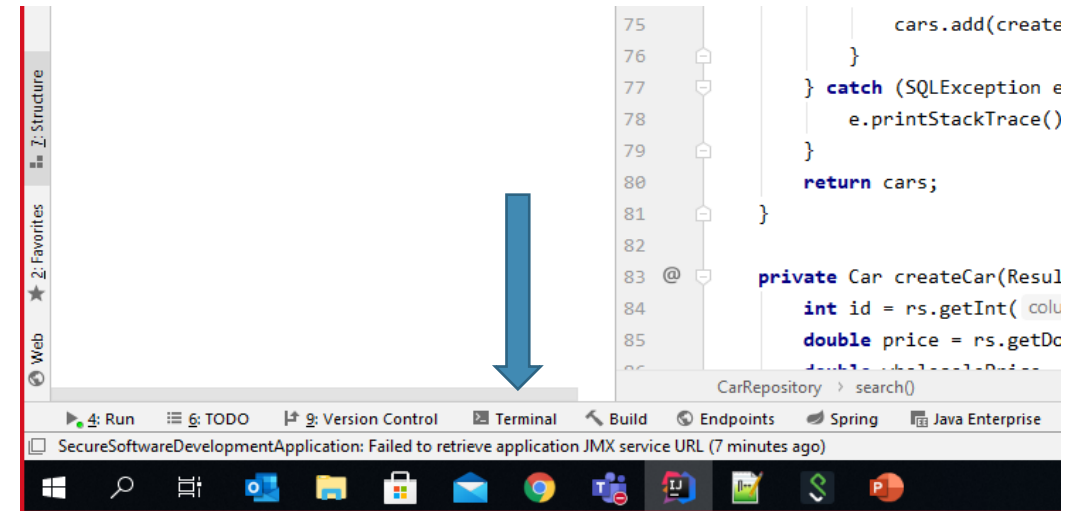 7: Structure
2: Favorites
Web
75 cars.add(create
76 }
77 } catch (SQLException e
78 e.printStackTrace()
79 }
80 return cars;
81 }
82
83 @ private Car createCar(Resul
84 int id = rs.getInt( colu
85 double price = rs.getDo
CarRepository > search()
4: Run 6: TODO 9: Version Control Terminal Build Endpoints Spring Java Enterprise
SecureSoftwareDevelopmentApplication: Failed to retrieve application JMX service URL (7 minutes ago)